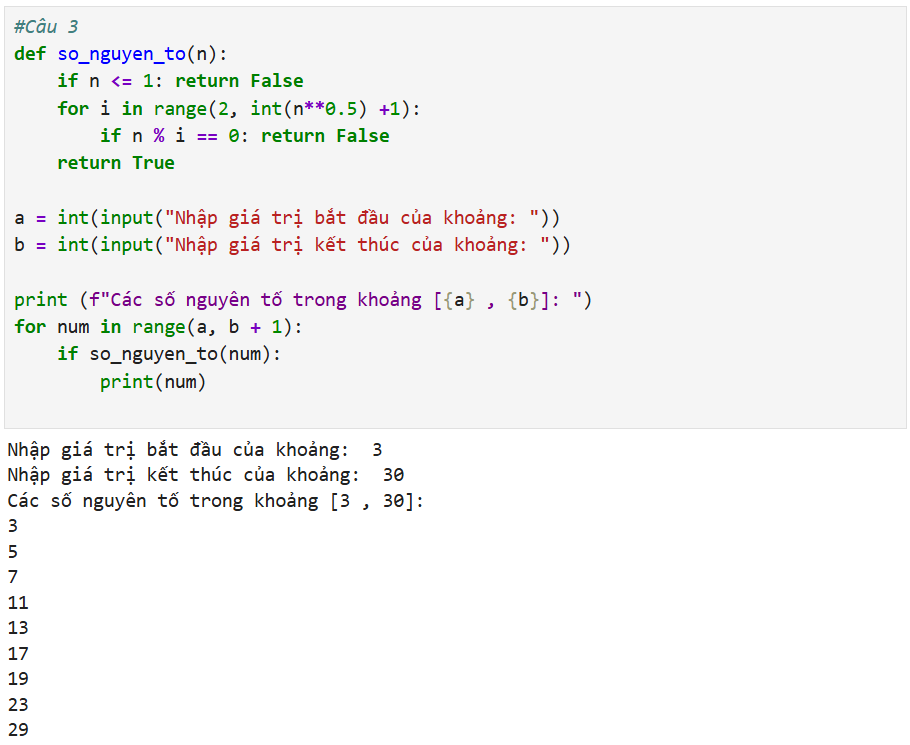 #Câu 3
def so_nguyen_to(n):
    if n <= 1: return False
    for i in range(2, int(n**0.5) +1):
        if n % i == 0: return False
    return True
a = int(input("Nhập giá trị bắt đầu của khoảng: "))
b = int(input("Nhập giá trị kết thúc của khoảng: "))
print (f"Các số nguyên tố trong khoảng [{a} , {b}]: ")
for num in range(a, b + 1):
    if so_nguyen_to(num):
        print(num)
Nhập giá trị bắt đầu của khoảng:  3
Nhập giá trị kết thúc của khoảng:  30
Các số nguyên tố trong khoảng [3 , 30]:
3
5
7
11
13
17
19
23
29